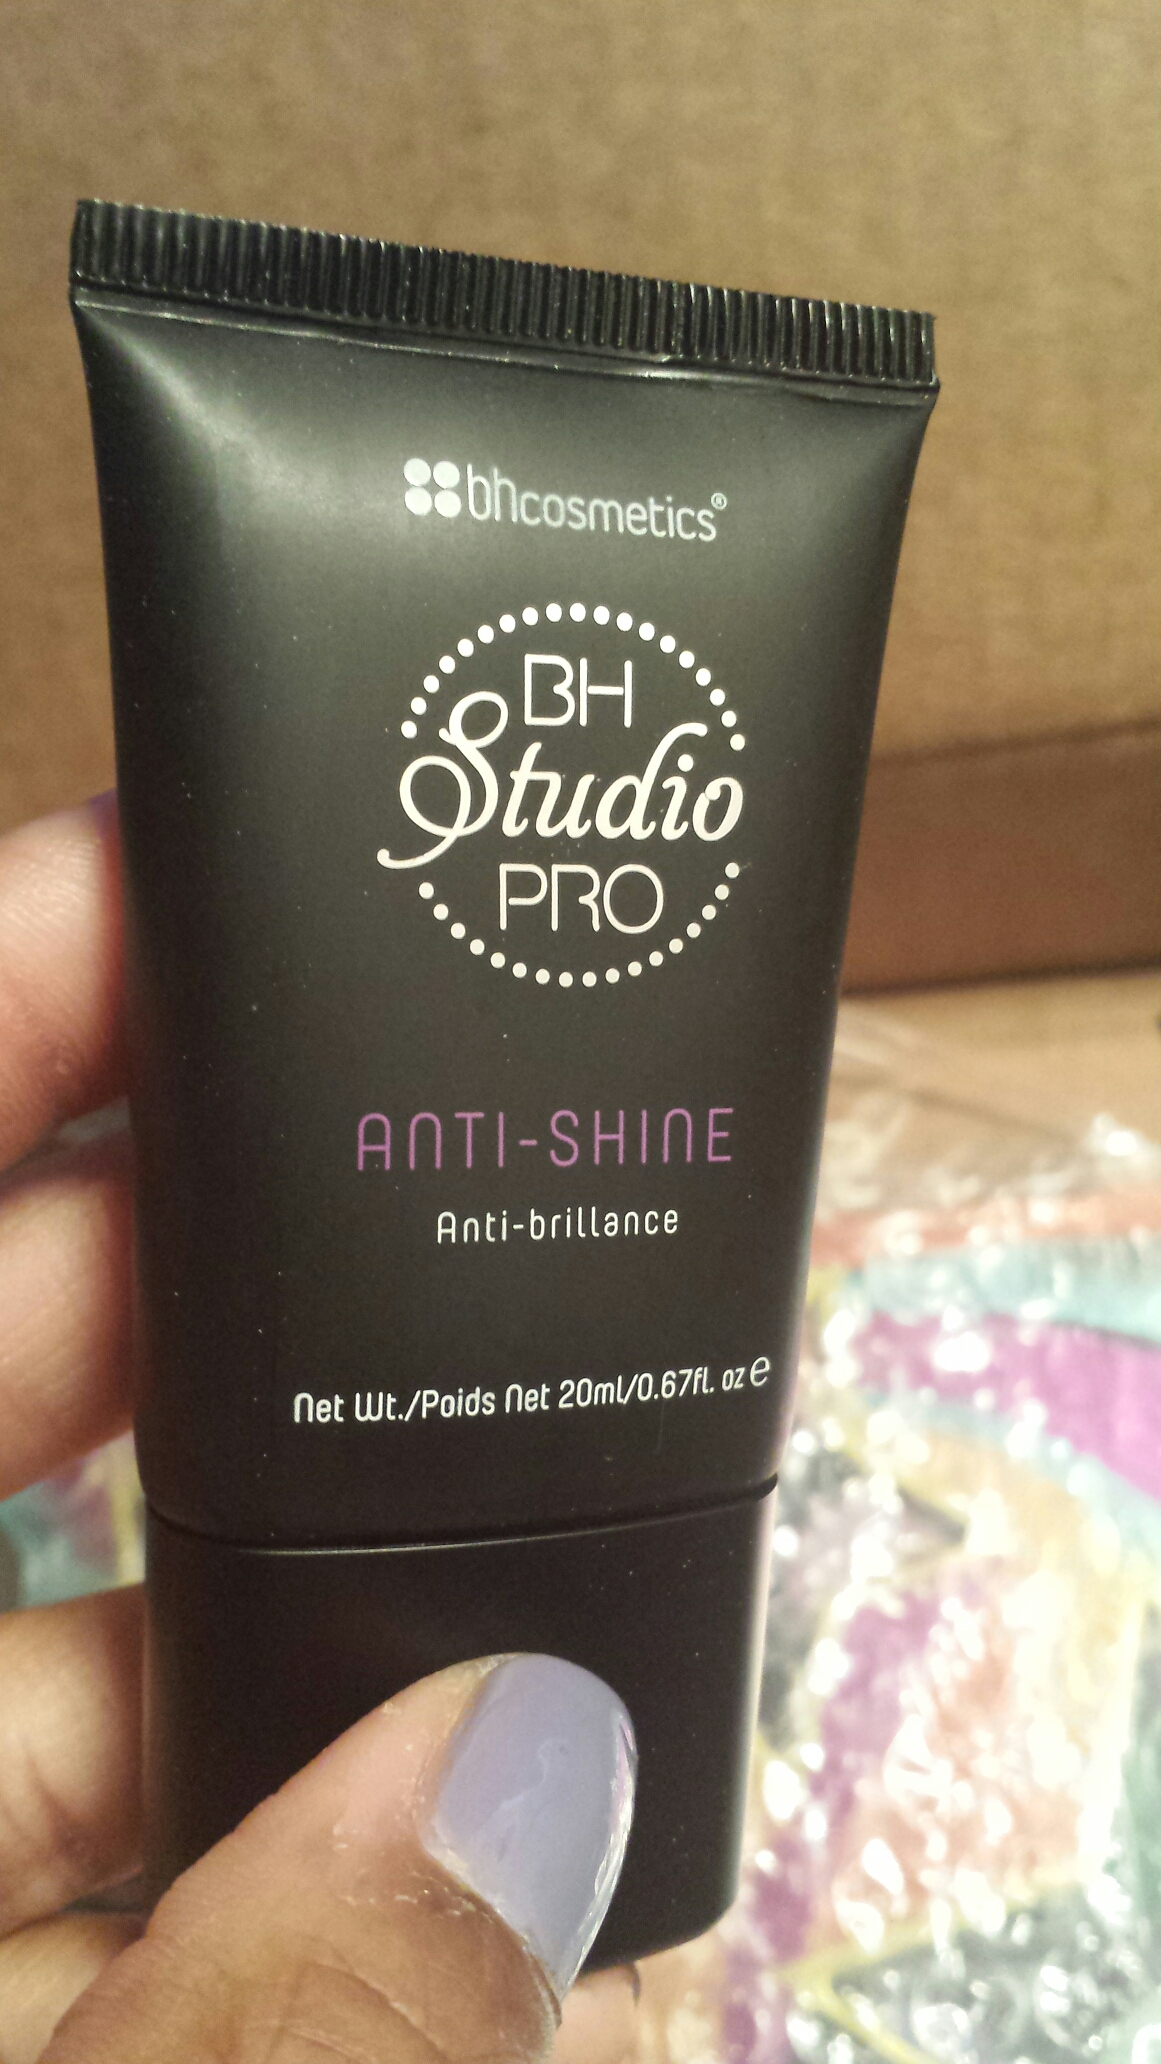 bhcosmetics®
BH
Studio
PRO
ANTI-SHINE
Anti-brillance
Net Wt./Poids Net 20ml/0.67fl. oz ℮